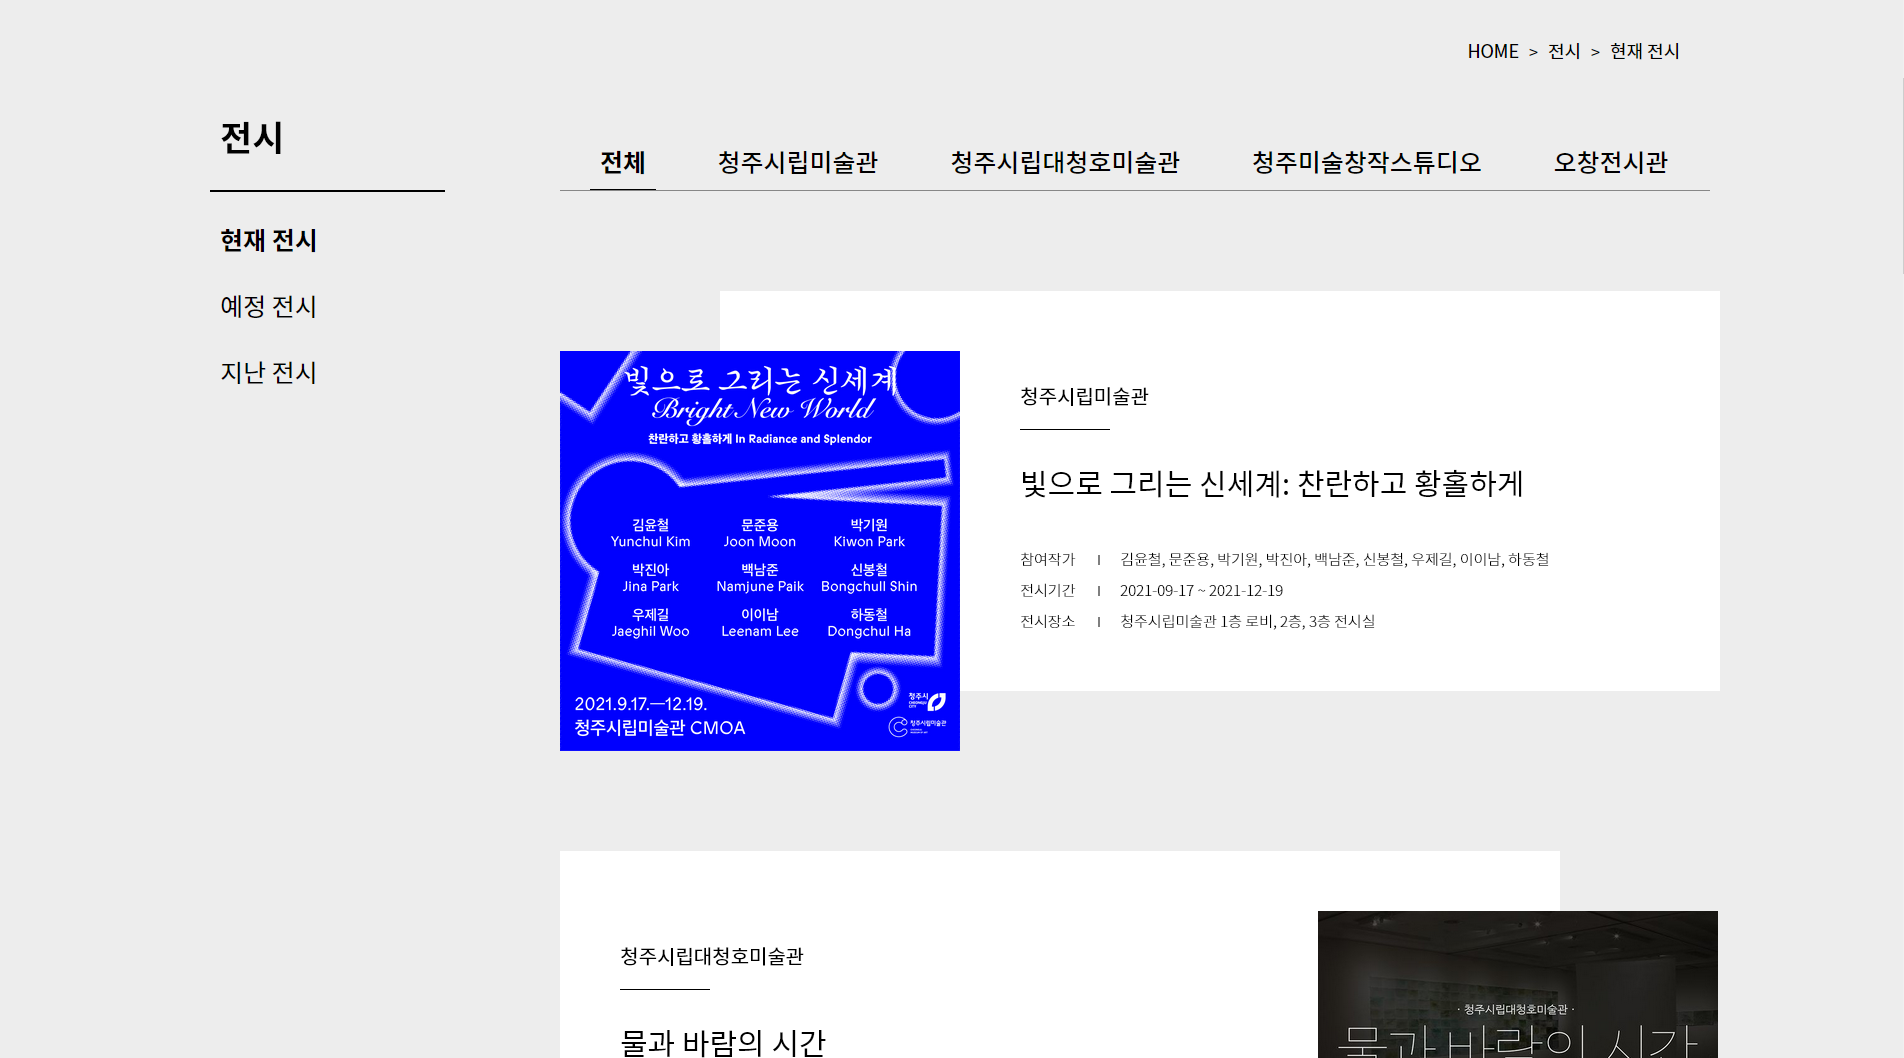 HOME > 전시 > 현재 전시
전시
현재 전시
예정 전시
지난 전시
전체 청주시립미술관 청주시립대청호미술관 청주미술창작스튜디오 오창전시관
빛으로 그리는 신세계
Bright New World
찬란하고 황홀하게 In Radiance and Splendor
김윤철 문준용 박기원
Yunchul Kim Joon Moon Kiwon Park
박진아 백남준 신봉철
Jina Park Namjune Paik Bongchull Shin
우제길 이이남 하동철
Jaeghil Woo Leenam Lee Dongchul Ha
2021.9.17.—12.19.
청주시립미술관 CMOA
청주시
CHEONGJU
CITY
청주시립미술관
청주시립미술관
빛으로 그리는 신세계: 찬란하고 황홀하게
참여작가 I 김윤철, 문준용, 박기원, 박진아, 백남준, 신봉철, 우제길, 이이남, 하동철
전시기간 I 2021-09-17 ~ 2021-12-19
전시장소 I 청주시립미술관 1층 로비, 2층, 3층 전시실
청주시립대청호미술관
물과 바람의 시간
· 청주시립대청호미술관 ·
물과 바람의 시간